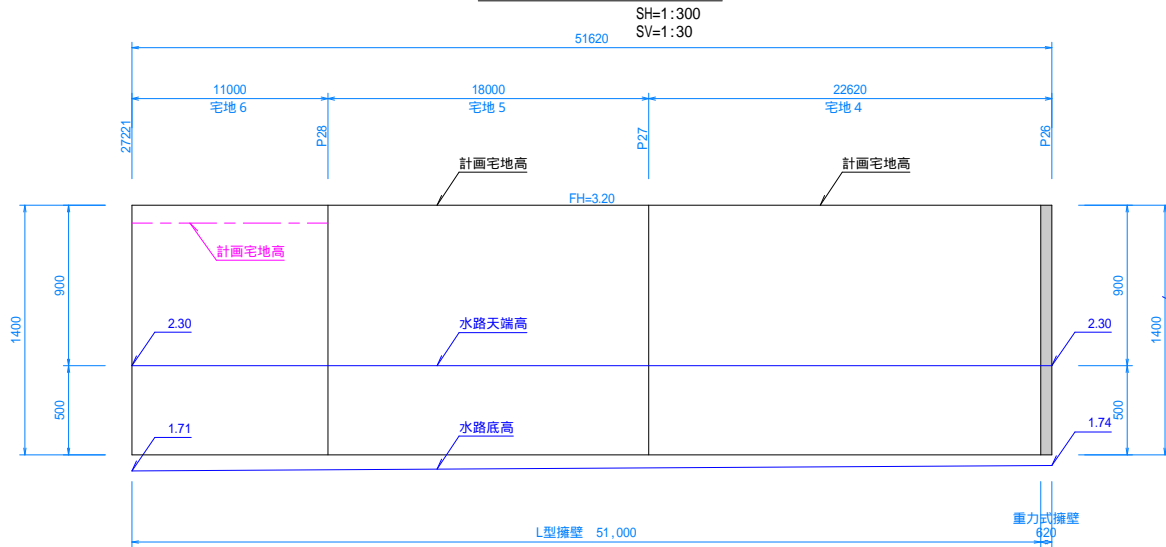 SH=1:300
SV=1:30
51620
11000
18000
22620
宅地６
宅地５
宅地４
27221
P28
P27
P26
計画宅地高
計画宅地高
FH=3.20
計画宅地高
900
900
1400
1400
2.30
水路天端高
2.30
500
500
1.71
水路底高
1.74
L型擁壁 51,000
重力式擁壁
620